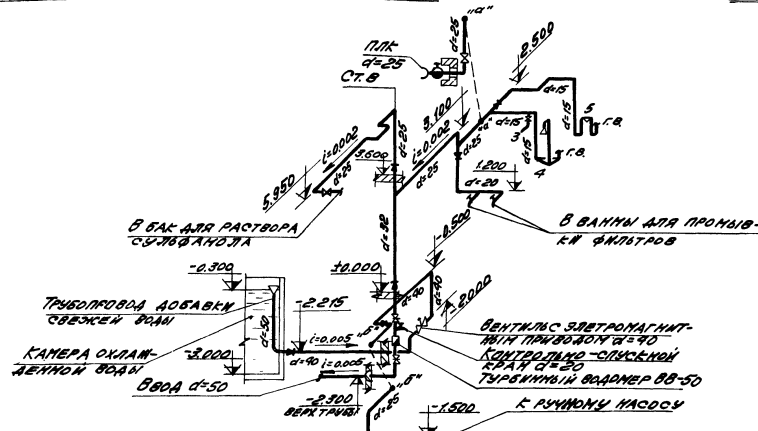 "а"
d=25
ПЛК
d=25
2.500
Ст. 8
d=15
d=15
5
г.в.
3.100
"а"
d=15
3
d=15
4
г.в.
i=0.002
d=25
d=25
i=0.002
d=25
3.600
d=25
1.200
d=20
5.950
В БАК ДЛЯ РАСТВОРА
СУЛЬФАНОЛА
d=32
В ВАННЫ ДЛЯ ПРОМЫВ-
КИ ФИЛЬТРОВ
-0.500
-0.300
±0.000
d=40
d=40
-2.000
ТРУБОПРОВОД ДОБАВКИ
СВЕЖЕЙ ВОДЫ
d=50
-2.215
i=0.005
"б"
ВЕНТИЛЬ С ЭЛЕТРОМАГНИТ-
НЫМ ПРИВОДОМ d=40
КАМЕРА ОХЛАЖ-
ДЕННОЙ ВОДЫ
-3.000
d=40
КОНТРОЛЬНО-СПУСКНОЙ
КРАН d=20
i=0.005
ТУРБИННЫЙ ВОДОМЕР ВВ-50
ВВОД d=50
"б"
-2.300
ВЕРХ ТРУБЫ
d=25
-1.500
К РУЧНОМУ НАСОСУ